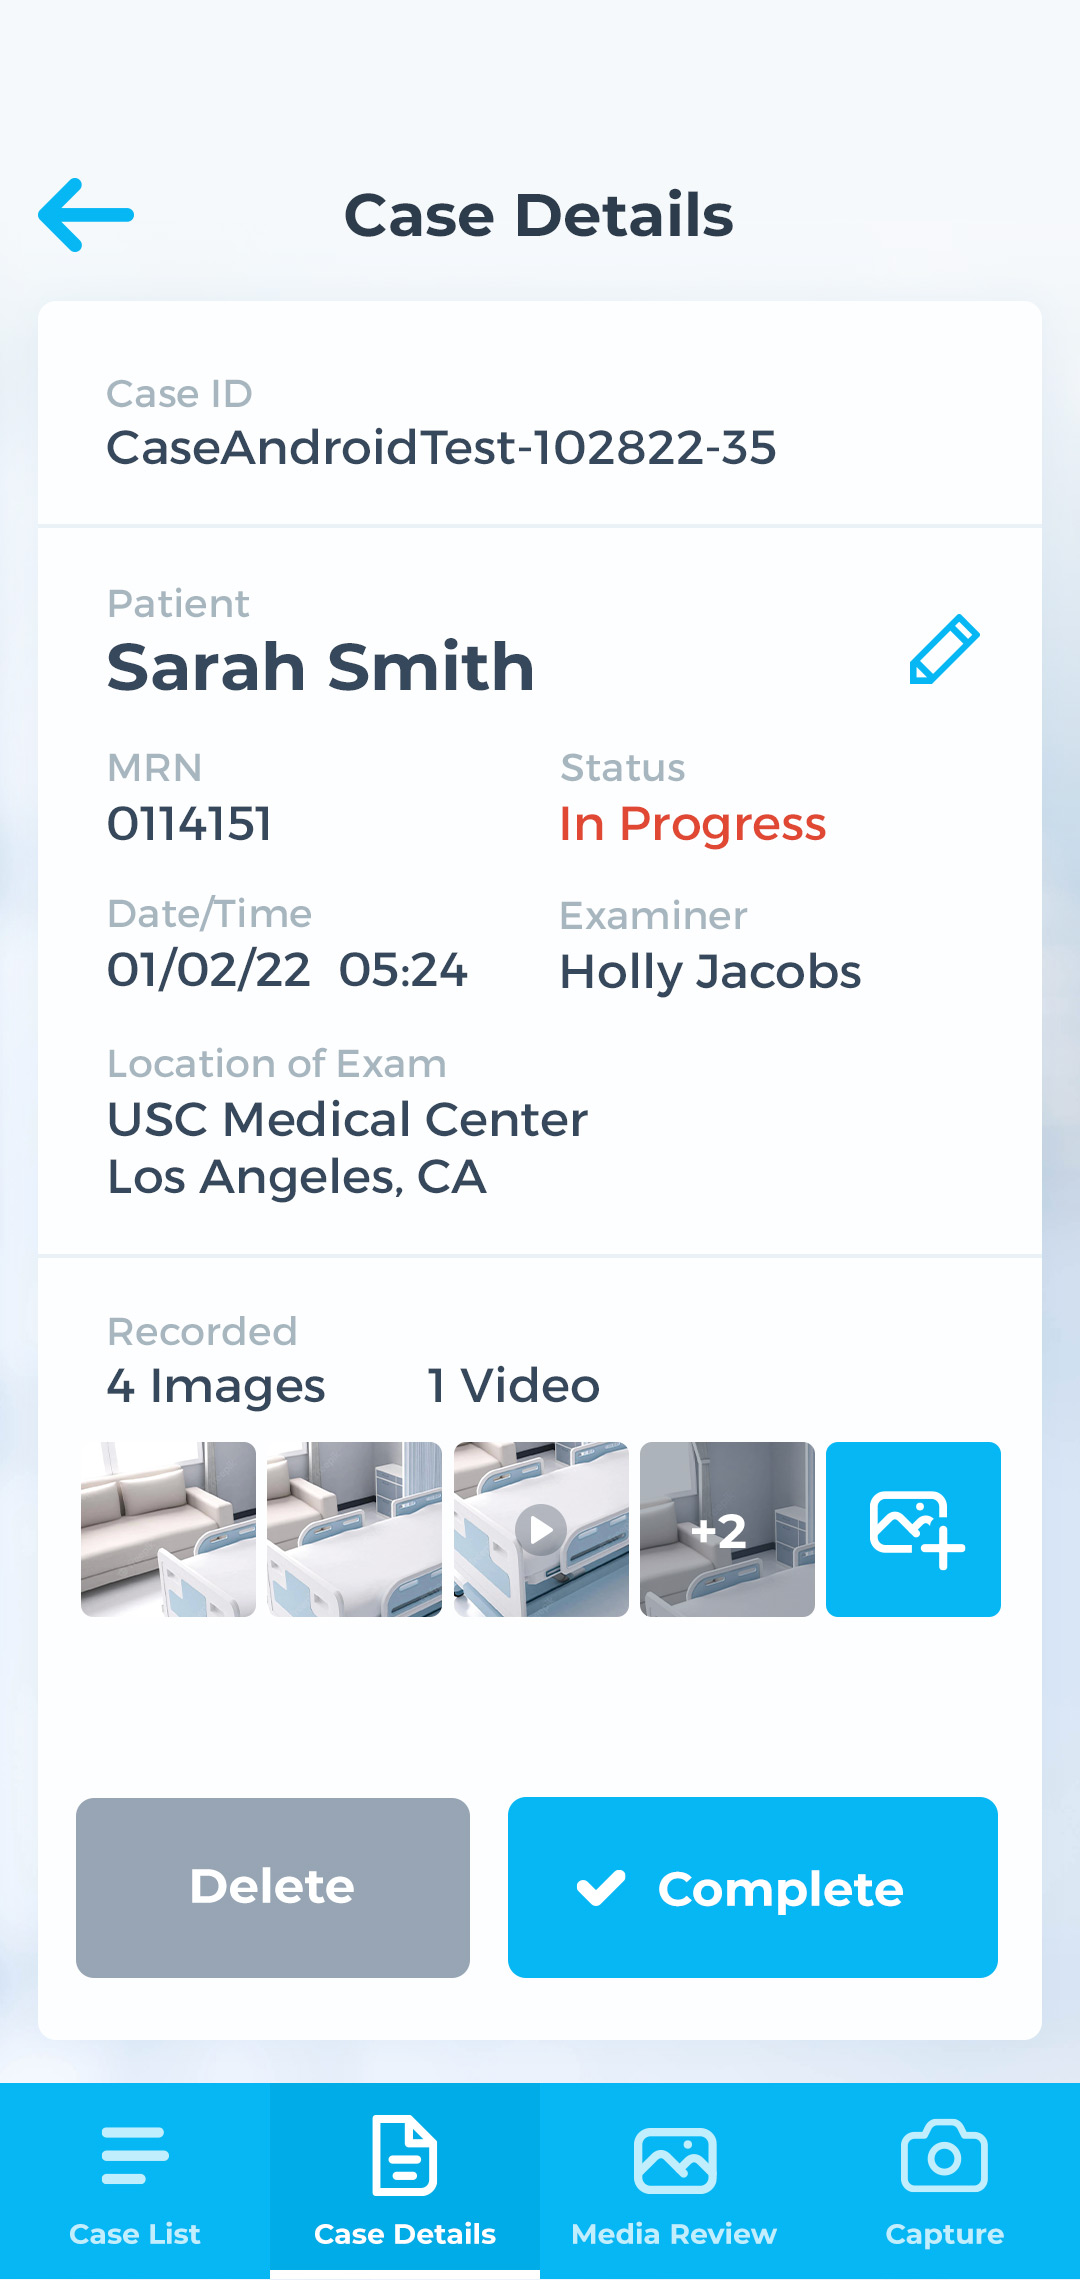 Case Details
Case ID
CaseAndroidTest-102822-35
Patient
Sarah Smith
MRN
Status
0114151
In Progress
Date/Time
Examiner
01/02/22 05:24
Holly Jacobs
Location of Exam
USC Medical Center
Los Angeles, CA
Recorded
4 Images 1 Video
+2
Delete
Complete
Case List
Case Details
Media Review
Capture